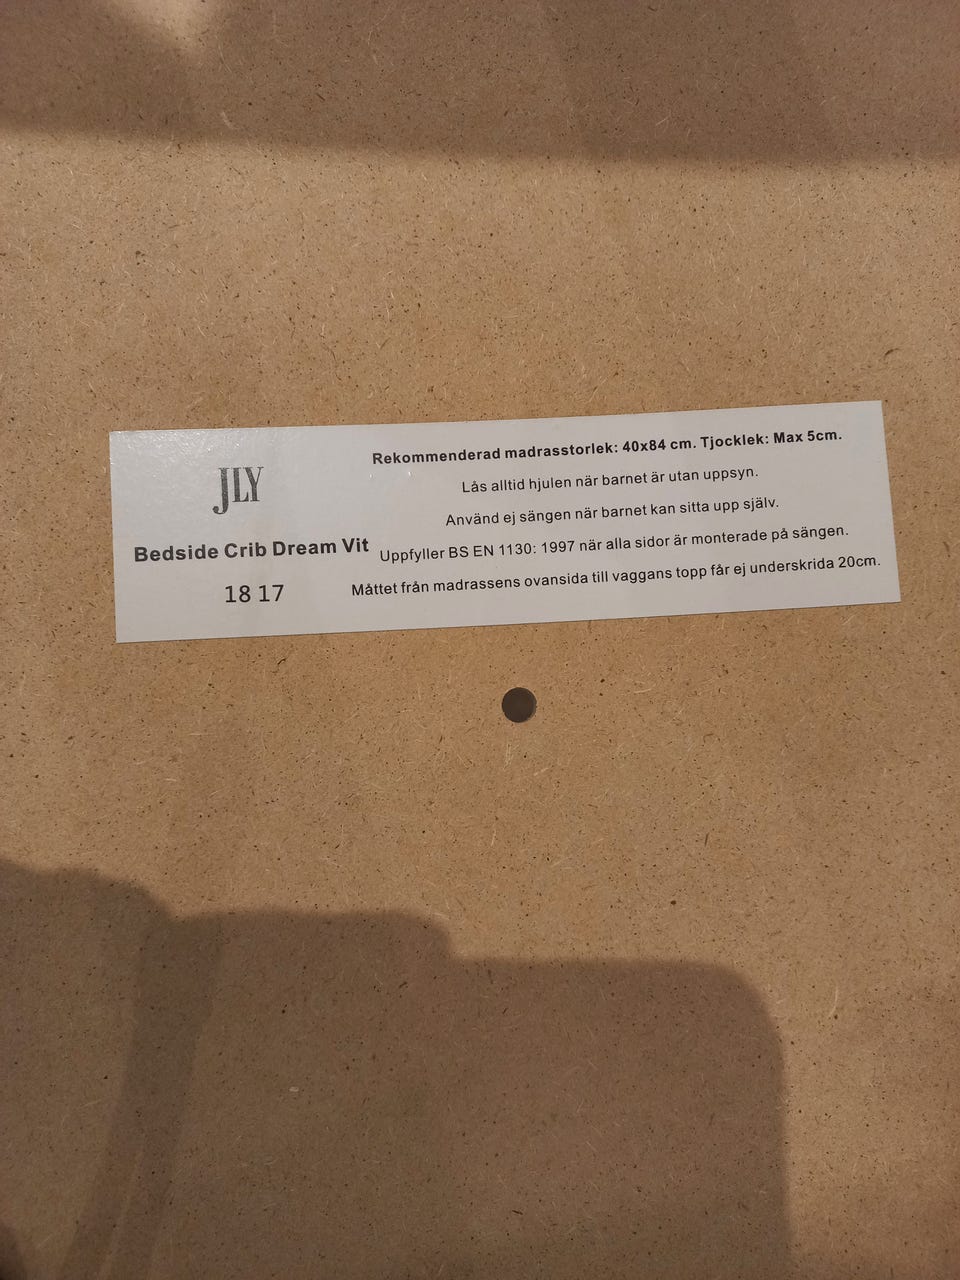 JLY
Bedside Crib Dream Vit
18 17
Rekommenderad madrasstorlek: 40x84 cm. Tjocklek: Max 5cm.
Lås alltid hjulen när barnet är utan uppsyn.
Använd ej sängen när barnet kan sitta upp själv.
Uppfyller BS EN 1130: 1997 när alla sidor är monterade på sängen.
Måttet från madrassens ovansida till vaggans topp får ej underskrida 20cm.